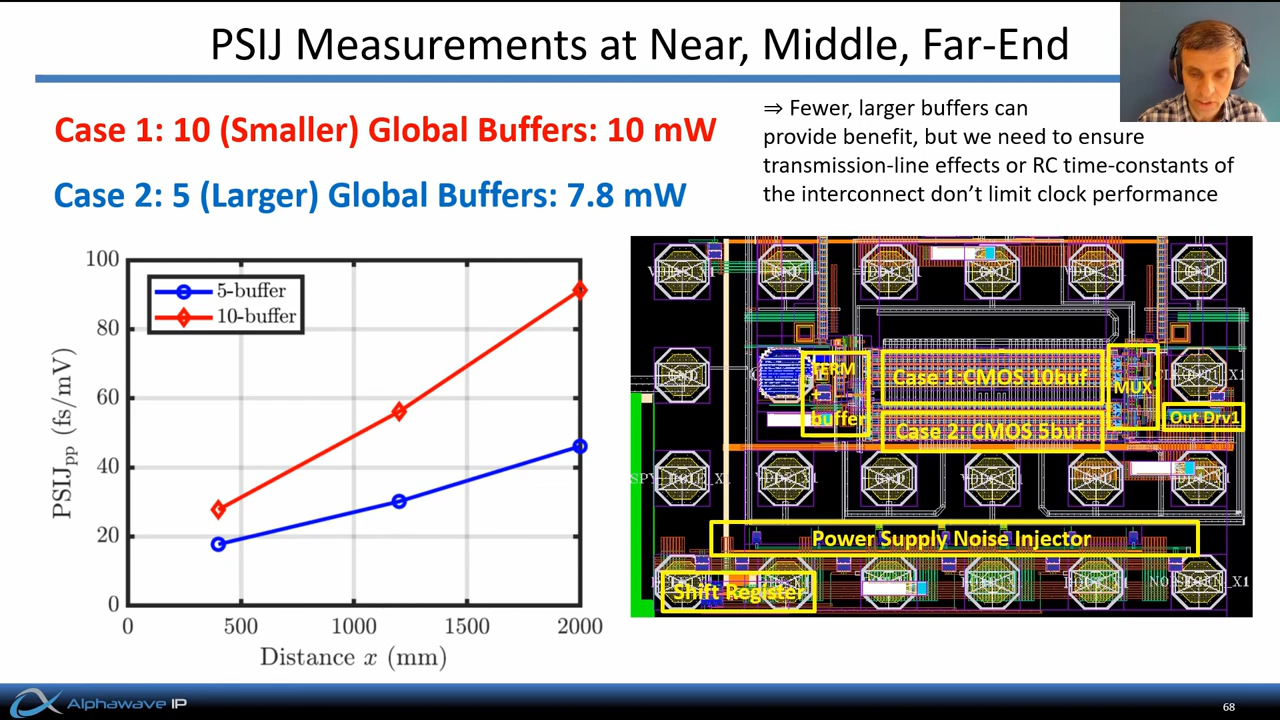 PSIJ Measurements at Near, Middle, Far-End
Case 1: 10 (Smaller) Global Buffers: 10 mW
Case 2: 5 (Larger) Global Buffers: 7.8 mW
⇒ Fewer, larger buffers can
provide benefit, but we need to ensure
transmission-line effects or RC time-constants of
the interconnect don't limit clock performance
100
80
60
40
20
0
0
500
1000
1500
2000
PSIJpp (fs/mV)
Distance x (mm)
5-buffer
10-buffer
GND
GND
VDD
GND
TERM
+
buffer
Case 1:CMOS 10buf
Case 2: CMOS 5buf
MUX
Out Drv1
GND
GND
Power Supply Noise Injector
Shift Register
Alphawave IP
68